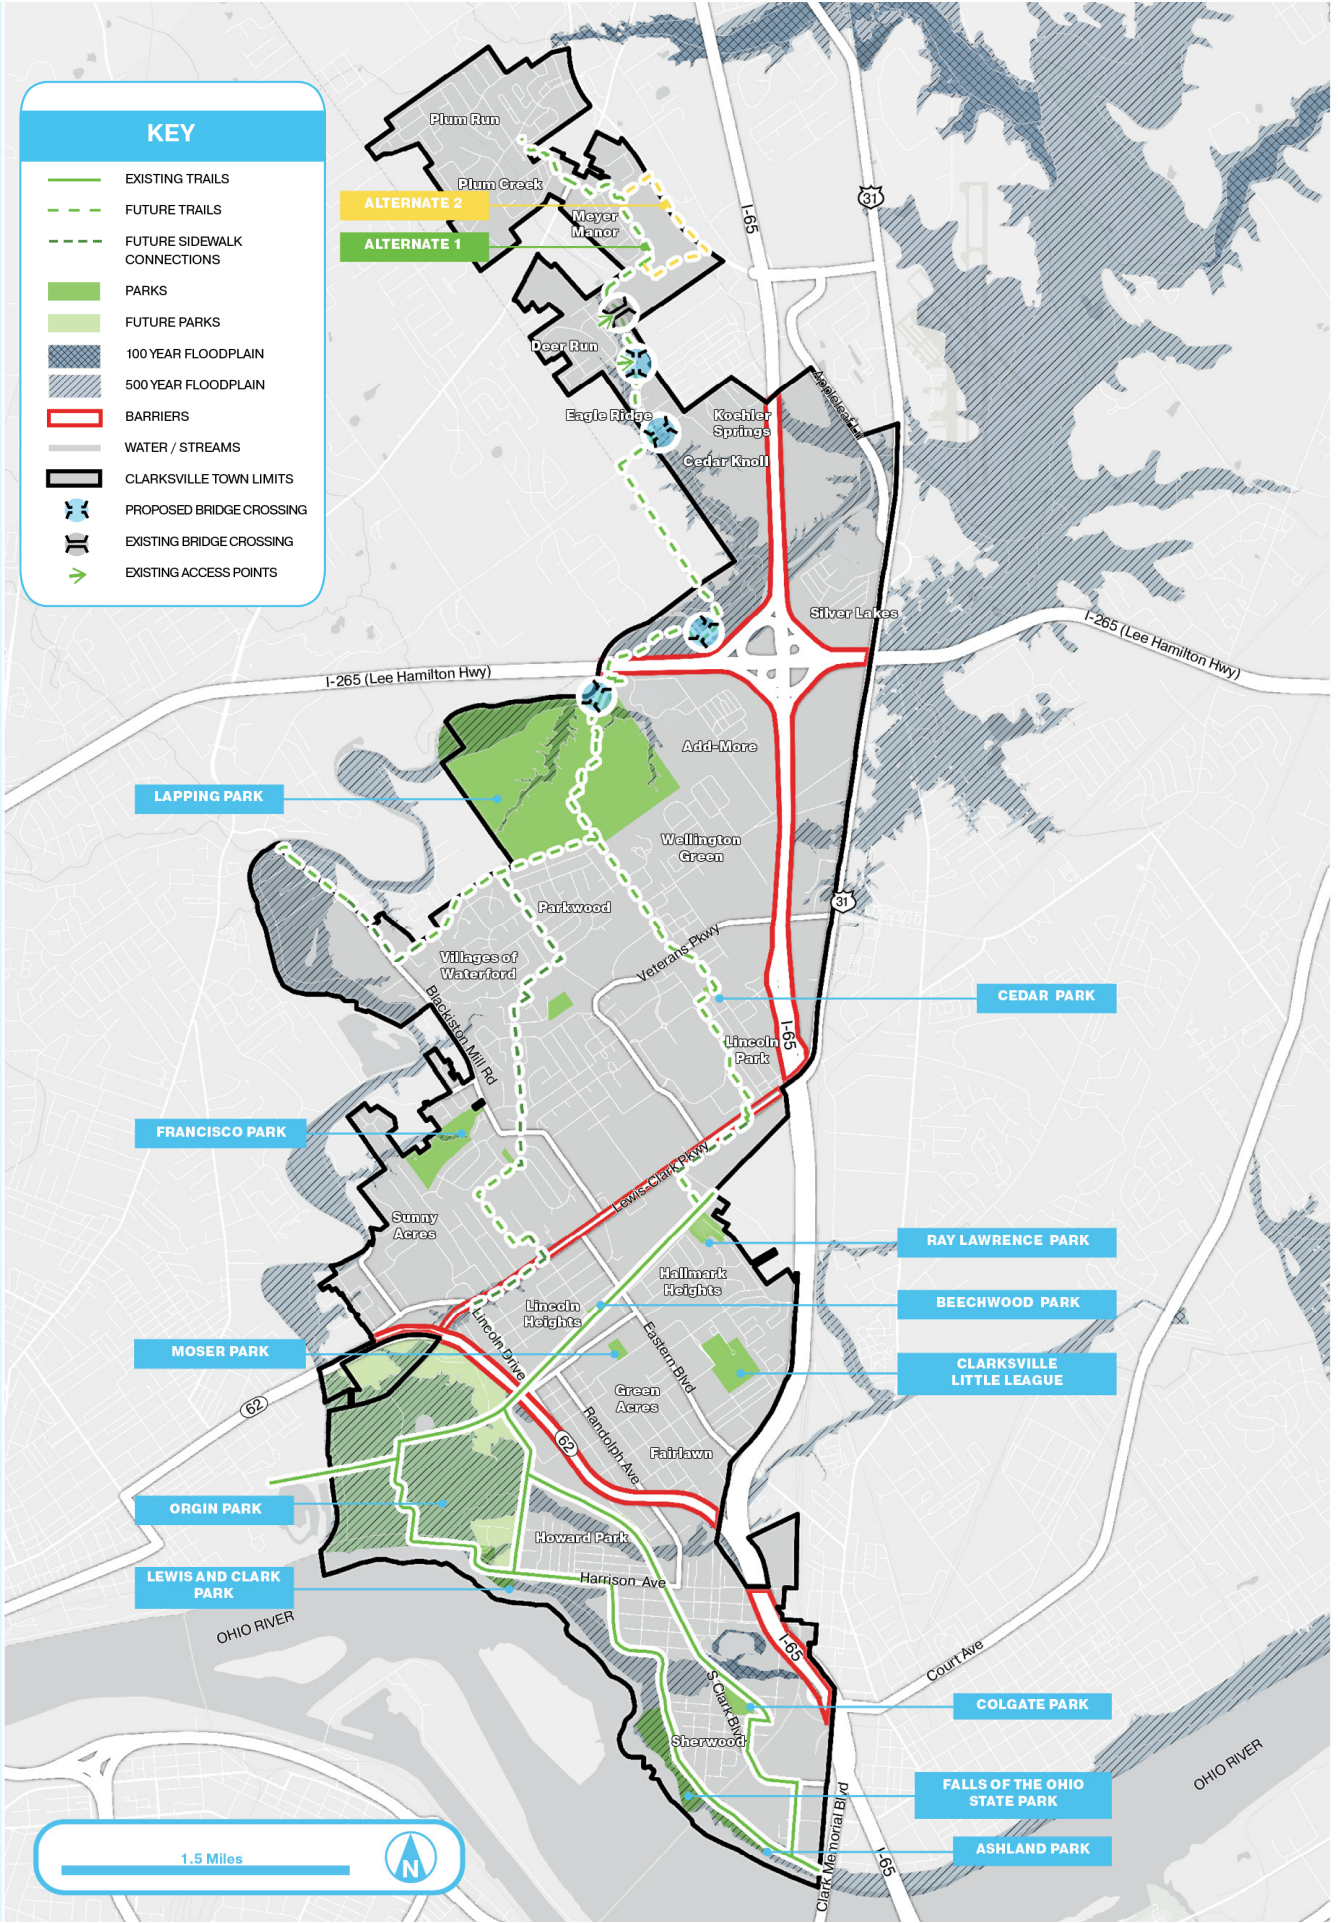 KEY
EXISTING TRAILS
FUTURE TRAILS
FUTURE SIDEWALK
CONNECTIONS
PARKS
FUTURE PARKS
100 YEAR FLOODPLAIN
500 YEAR FLOODPLAIN
BARRIERS
WATER / STREAMS
CLARKSVILLE TOWN LIMITS
PROPOSED BRIDGE CROSSING
EXISTING BRIDGE CROSSING
EXISTING ACCESS POINTS
Plum Run
Plum Creek
ALTERNATE 2
Meyer
Manor
ALTERNATE 1
I-65
31
Deer Run
Appleleaf Ln
Eagle Ridge
Koehler
Springs
Cedar Knoll
Silver Lakes
I-265 (Lee Hamilton Hwy)
I-265 (Lee Hamilton Hwy)
Add-More
LAPPING PARK
Wellington
Green
31
Parkwood
Villages of
Waterford
Veterans Pkwy
CEDAR PARK
Blackiston Mill Rd
I-65
Lincoln
Park
FRANCISCO PARK
Lewis-Clark Pkwy
Sunny
Acres
RAY LAWRENCE PARK
Hallmark
Heights
Lincoln
Heights
BEECHWOOD PARK
Lincoln Drive
MOSER PARK
Eastern Blvd
CLARKSVILLE
LITTLE LEAGUE
Green
Acres
62
Randolph Ave
62
Fairlawn
ORGIN PARK
Howard Park
LEWIS AND CLARK
PARK
Harrison Ave
OHIO RIVER
I-65
Court Ave
S Clark Blvd
COLGATE PARK
Sherwood
OHIO RIVER
FALLS OF THE OHIO
STATE PARK
ASHLAND PARK
Clark Memorial Blvd
I-65
1.5 Miles
N